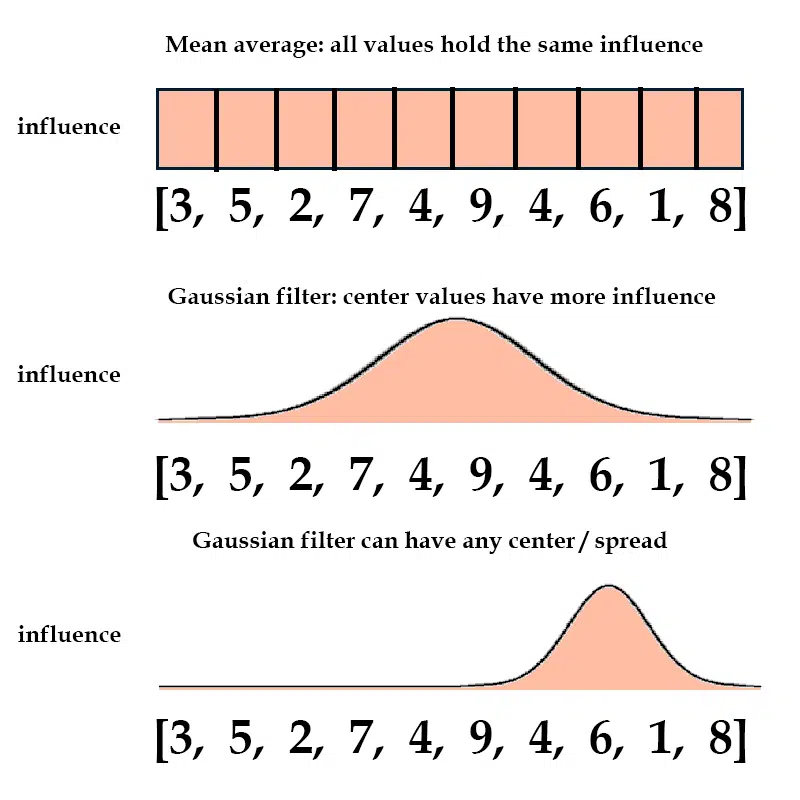 Mean average: all values hold the same influence
influence
[3, 5, 2, 7, 4, 9, 4, 6, 1, 8]
Gaussian filter: center values have more influence
influence
[3, 5, 2, 7, 4, 9, 4, 6, 1, 8]
Gaussian filter can have any center / spread
influence
[3, 5, 2, 7, 4, 9, 4, 6, 1, 8]